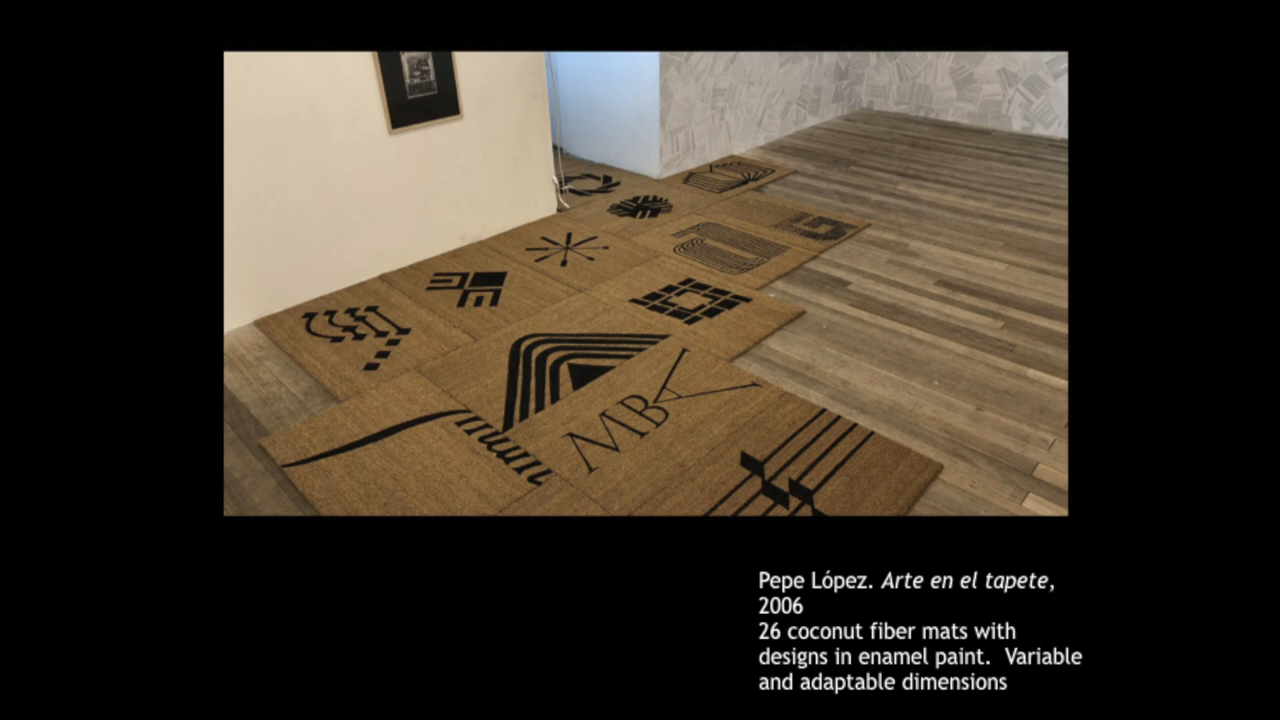 MBA
Pepe López. Arte en el tapete,
2006
26 coconut fiber mats with
designs in enamel paint.  Variable
and adaptable dimensions